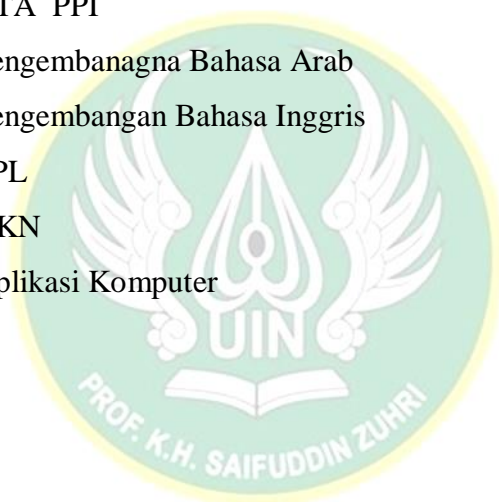 TA PPI
engembanagna Bahasa Arab
engembangan Bahasa Inggris
PL
KN
plikasi Komputer
UIN
PROF. K.H. SAIFUDDIN ZUHRI